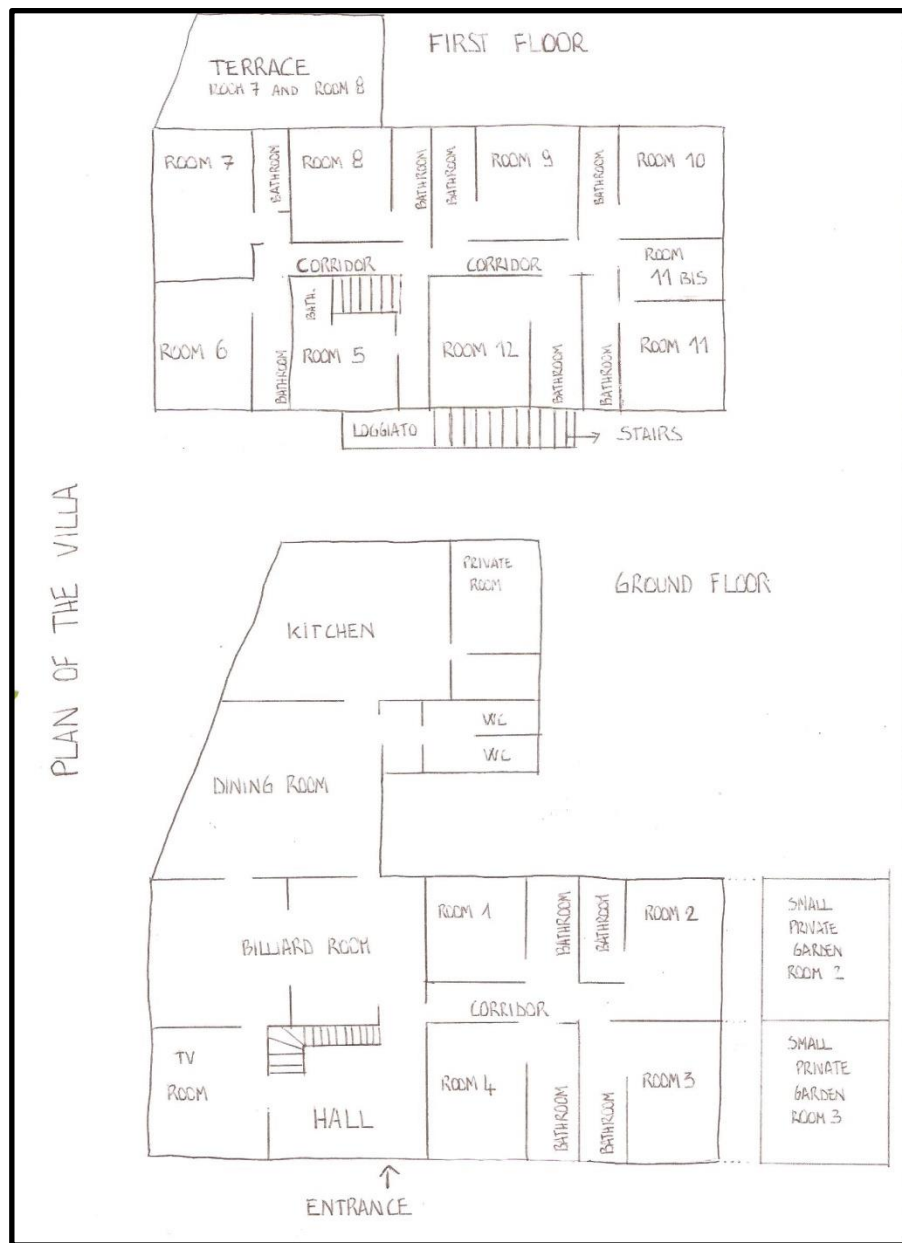 FIRST FLOOR
TERRACE
ROOM 7 AND ROOM 8
ROOM 7
BATHROOM
ROOM 8
BATHROOM
BATHROOM
ROOM 9
BATHROOM
ROOM 10
CORRIDOR
CORRIDOR
ROOM
11 BIS
BATH.
ROOM 6
BATHROOM
ROOM 5
ROOM 12
BATHROOM
BATHROOM
ROOM 11
LOGGIATO
STAIRS
PLAN OF THE VILLA
GROUND FLOOR
PRIVATE
ROOM
KITCHEN
WC
WC
DINING ROOM
ROOM 1
BATHROOM
BATHROOM
ROOM 2
SMALL
PRIVATE
GARDEN
ROOM 2
BILLIARD ROOM
CORRIDOR
TV
ROOM
HALL
ROOM 4
BATHROOM
BATHROOM
ROOM 3
SMALL
PRIVATE
GARDEN
ROOM 3
ENTRANCE